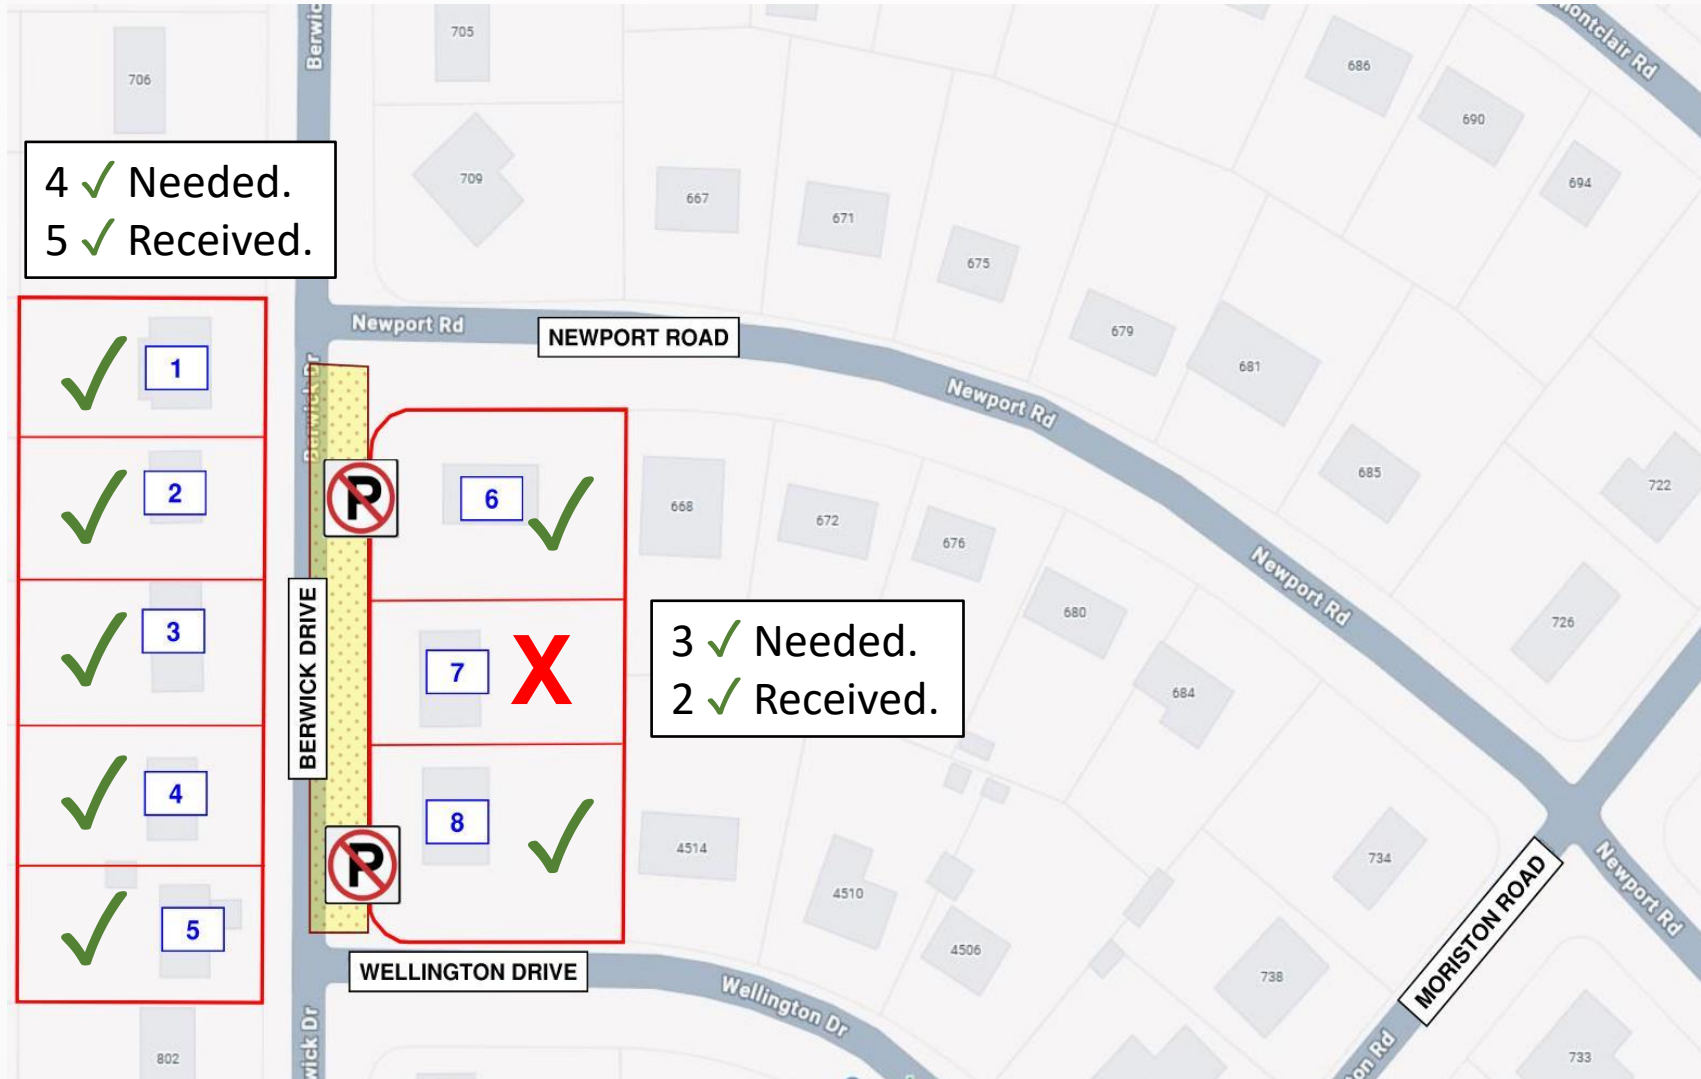 Berwic
705
706
686
ontclair Rd
690
694
709
667
671
675
4 ✓ Needed.
5 ✓ Received.
Newport Rd
NEWPORT ROAD
679
681
Newport Rd
Berwick Dr
1
2
3
4
5
P
6
7
X
8
P
BERWICK DRIVE
668
672
676
685
722
Newport Rd
680
684
726
3 ✓ Needed.
2 ✓ Received.
4514
4510
4506
734
738
733
MORISTON ROAD
Newport Rd
WELLINGTON DRIVE
Wellington Dr
wick Dr
802
on Rd